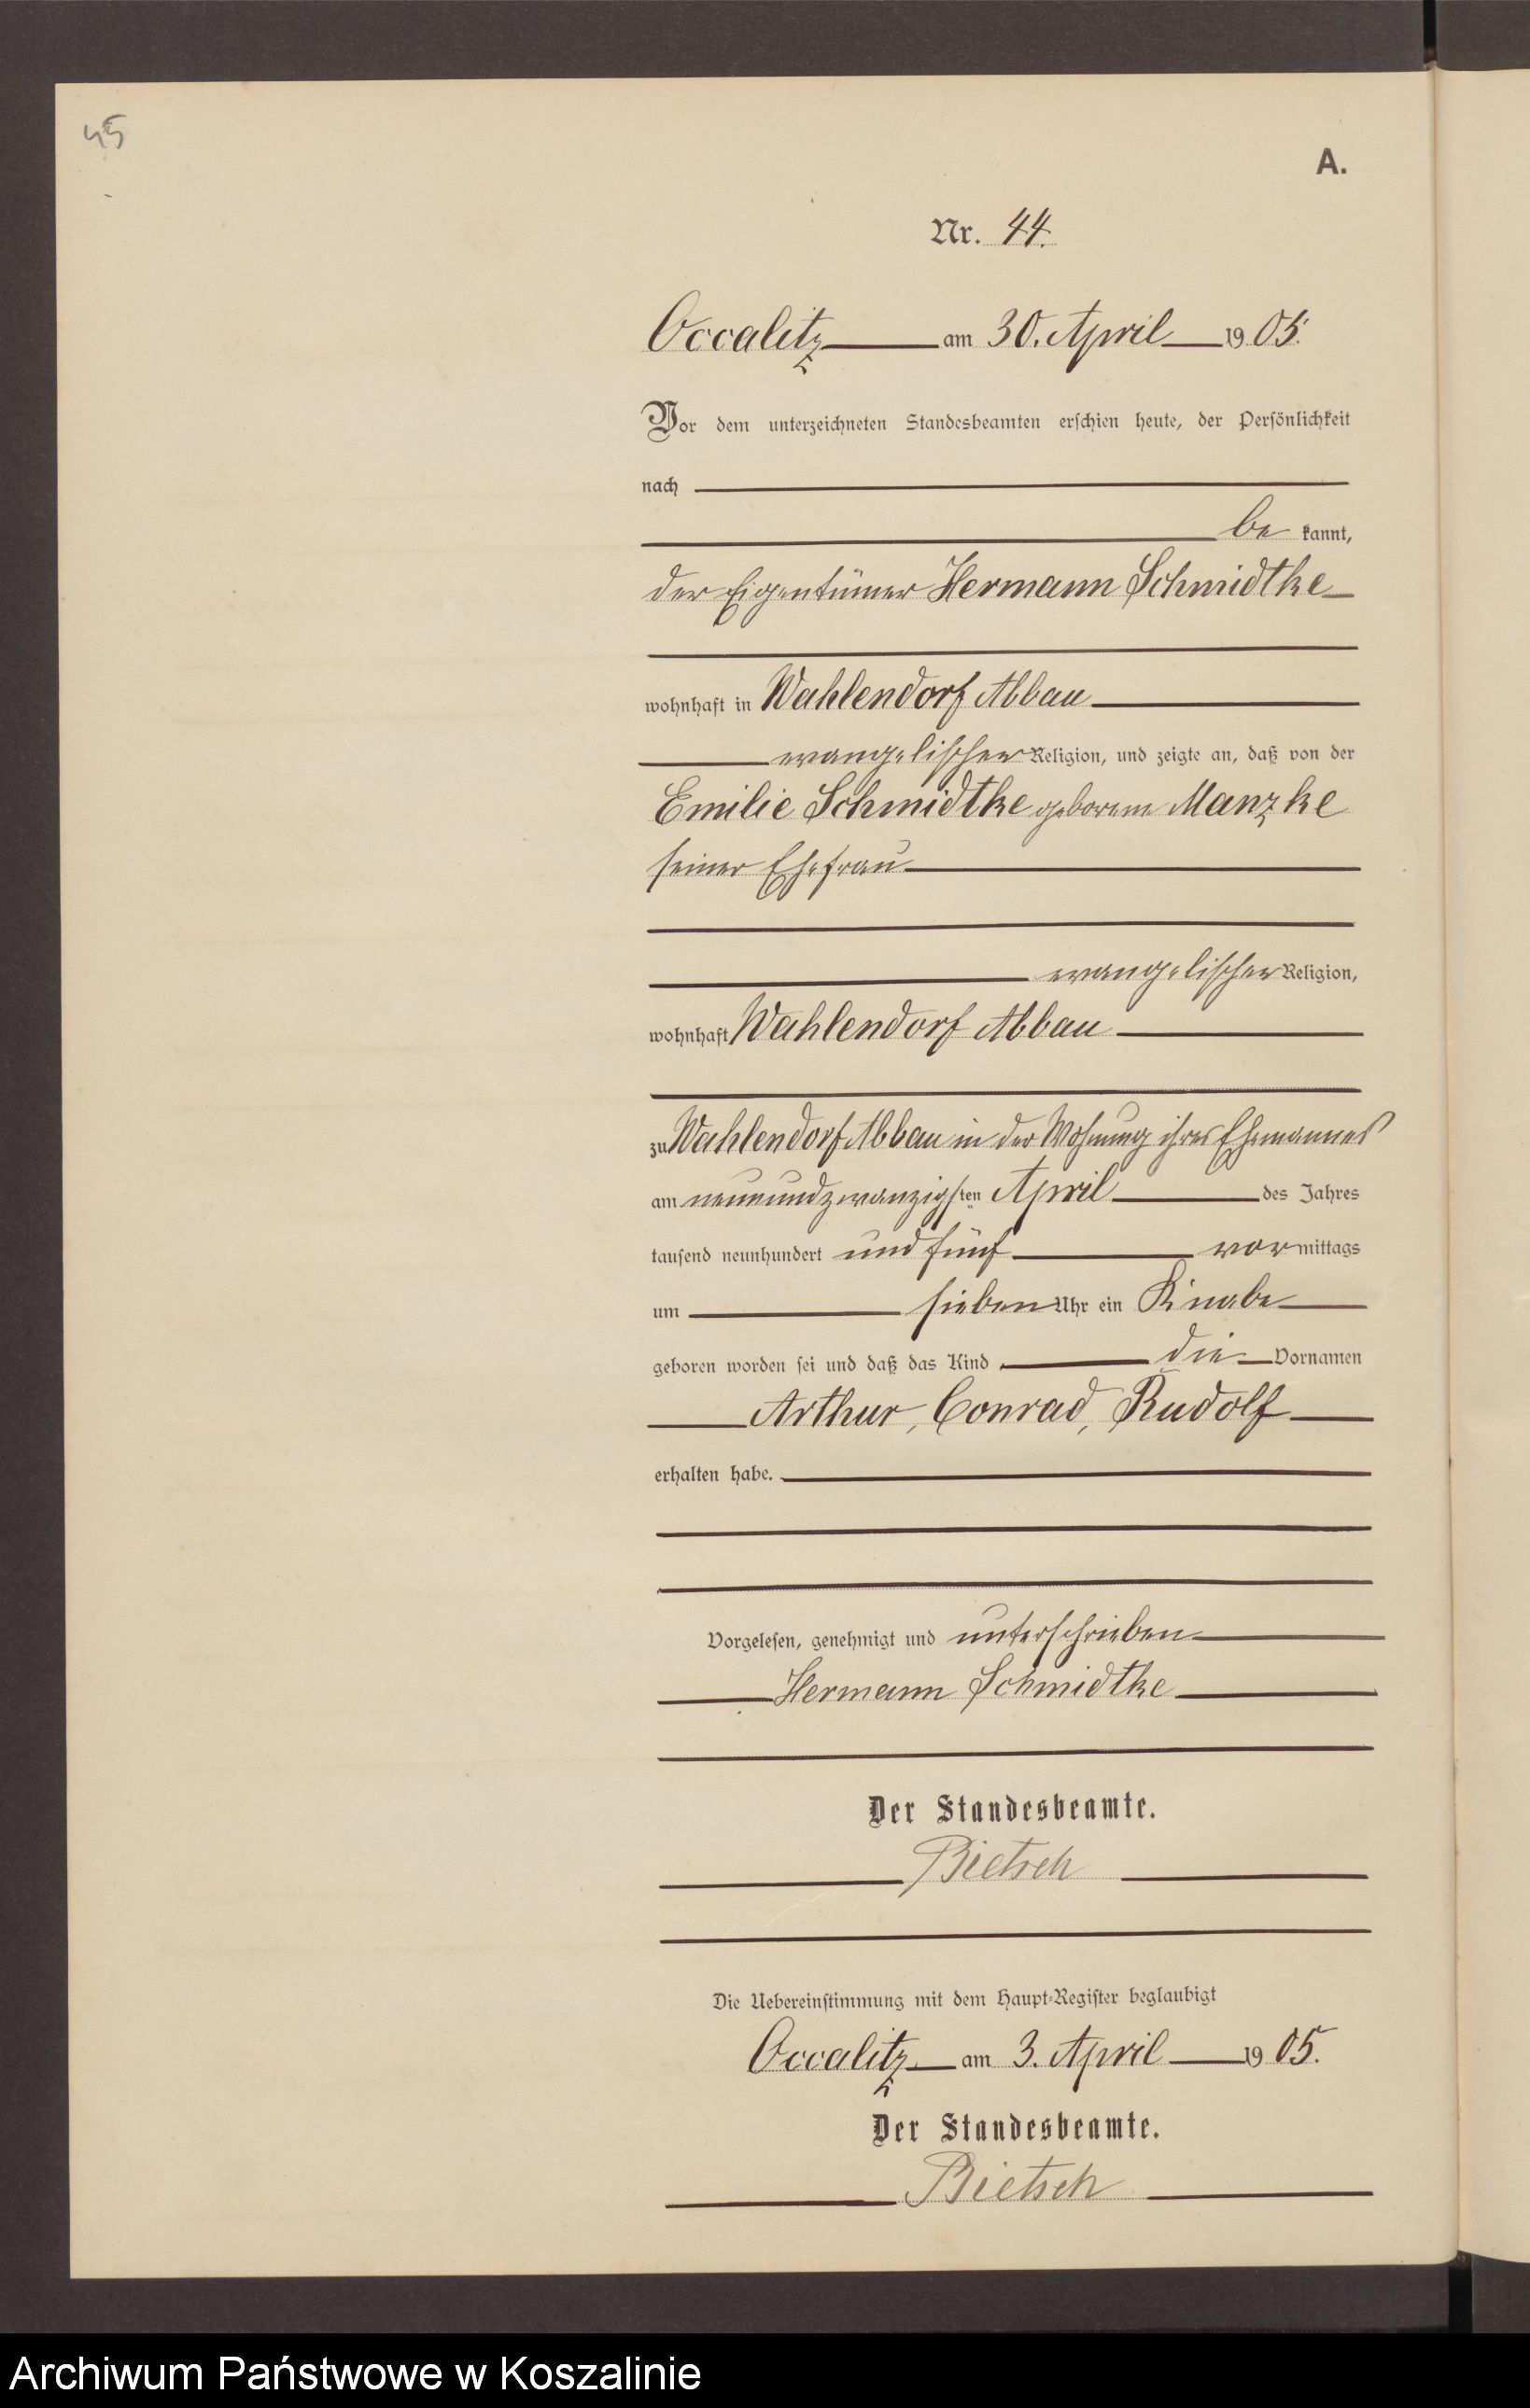 45
A.
Nr. 44.
Occalitz am 30. April 1905.
Vor dem unterzeichneten Standesbeamten erschien heute, der Persönlichkeit
nach
be kannt,
der Eigentümer Hermann Schmidtke
wohnhaft in Wahlendorf Abbau
evangelischer Religion, und zeigte an, daß von der
Emilie Schmidtke geborene Manzke
seiner Ehefrau
evangelischer Religion,
wohnhaft Wahlendorf Abbau
zu Wahlendorf Abbau in der Wohnung ihres Ehemannes
am neunundzwanzigsten April des Jahres
tausend neunhundert und fünf vormittags
um sieben Uhr ein Knabe
geboren worden sei und daß das Kind die Vornamen
Arthur, Conrad, Rudolf
erhalten habe.
Vorgelesen, genehmigt und unterschrieben
Hermann Schmidtke
Der Standesbeamte.
Bietsch
Die Uebereinstimmung mit dem Haupt-Register beglaubigt
Occalitz am 3. April 1905.
Der Standesbeamte.
Bietsch
Archiwum Państwowe w Koszalinie